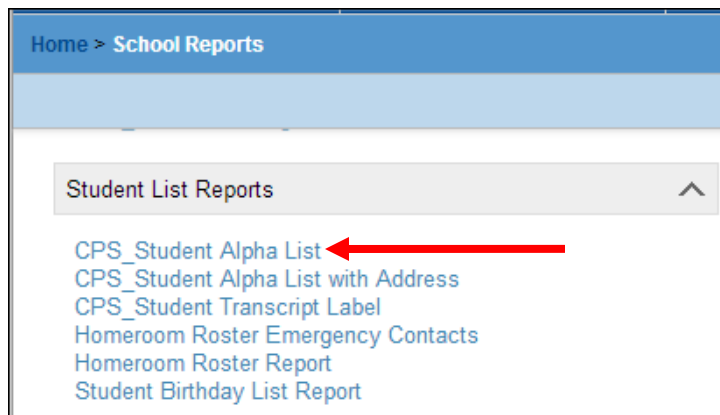 Home > School Reports
Student List Reports
CPS_Student Alpha List
CPS_Student Alpha List with Address
CPS_Student Transcript Label
Homeroom Roster Emergency Contacts
Homeroom Roster Report
Student Birthday List Report